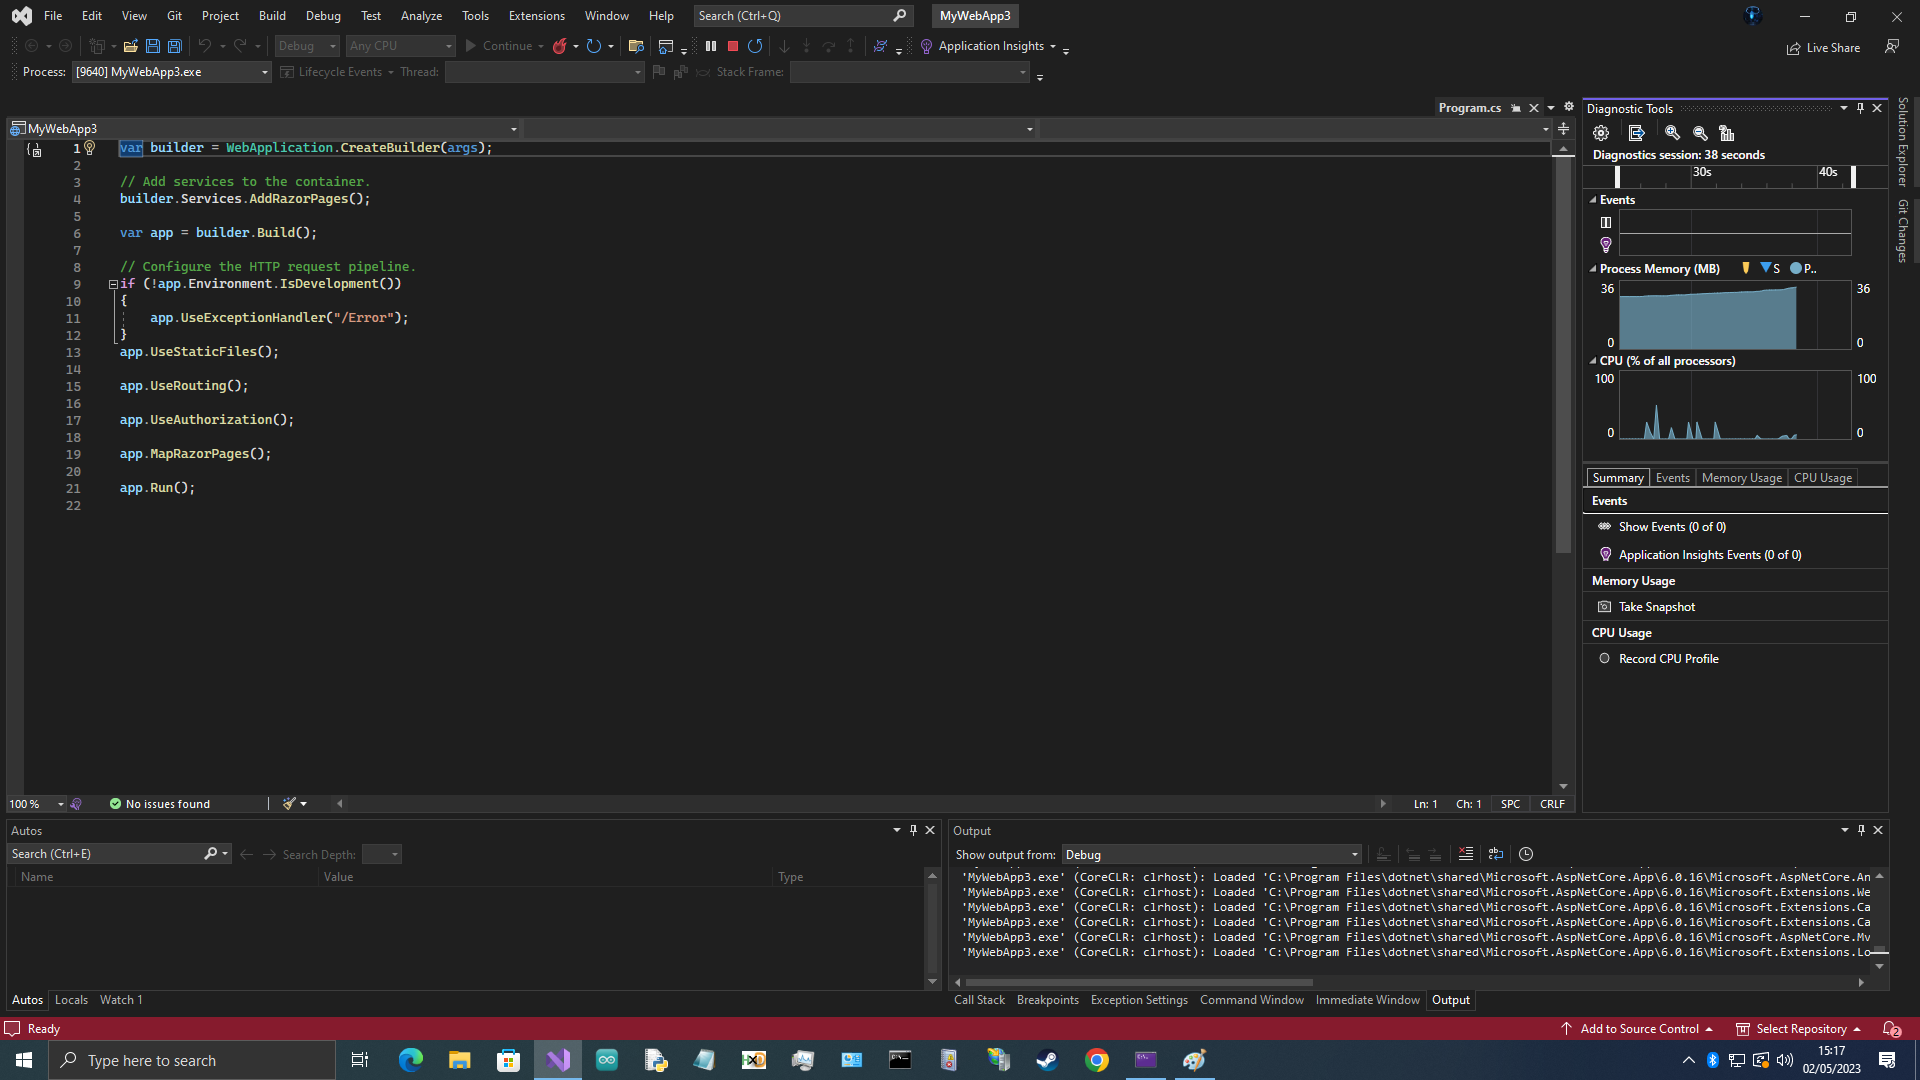 File Edit View Git Project Build Debug Test Analyze Tools Extensions Window Help Search (Ctrl+Q) MyWebApp3
Debug Any CPU Continue Application Insights Live Share
Process: [9640] MyWebApp3.exe Lifecycle Events Thread: Stack Frame:
Program.cs
MyWebApp3
1 var builder = WebApplication.CreateBuilder(args);
2
3 // Add services to the container.
4 builder.Services.AddRazorPages();
5
6 var app = builder.Build();
7
8 // Configure the HTTP request pipeline.
9 if (!app.Environment.IsDevelopment())
10 {
11 app.UseExceptionHandler("/Error");
12 }
13 app.UseStaticFiles();
14
15 app.UseRouting();
16
17 app.UseAuthorization();
18
19 app.MapRazorPages();
20
21 app.Run();
22
100 % No issues found Ln: 1 Ch: 1 SPC CRLF
Diagnostic Tools
Diagnostics session: 38 seconds
30s 40s
Events
Process Memory (MB) S P..
36 36
0 0
CPU (% of all processors)
100 100
0 0
Summary Events Memory Usage CPU Usage
Events
Show Events (0 of 0)
Application Insights Events (0 of 0)
Memory Usage
Take Snapshot
CPU Usage
Record CPU Profile
Solution Explorer
Git Changes
Autos
Search (Ctrl+E) Search Depth:
Name Value Type
Autos Locals Watch 1
Output
Show output from: Debug
'MyWebApp3.exe' (CoreCLR: clrhost): Loaded 'C:\Program Files\dotnet\shared\Microsoft.AspNetCore.App\6.0.16\Microsoft.AspNetCore.An
'MyWebApp3.exe' (CoreCLR: clrhost): Loaded 'C:\Program Files\dotnet\shared\Microsoft.AspNetCore.App\6.0.16\Microsoft.Extensions.We
'MyWebApp3.exe' (CoreCLR: clrhost): Loaded 'C:\Program Files\dotnet\shared\Microsoft.AspNetCore.App\6.0.16\Microsoft.Extensions.Ca
'MyWebApp3.exe' (CoreCLR: clrhost): Loaded 'C:\Program Files\dotnet\shared\Microsoft.AspNetCore.App\6.0.16\Microsoft.Extensions.Ca
'MyWebApp3.exe' (CoreCLR: clrhost): Loaded 'C:\Program Files\dotnet\shared\Microsoft.AspNetCore.App\6.0.16\Microsoft.AspNetCore.Mv
'MyWebApp3.exe' (CoreCLR: clrhost): Loaded 'C:\Program Files\dotnet\shared\Microsoft.AspNetCore.App\6.0.16\Microsoft.Extensions.Lo
Call Stack Breakpoints Exception Settings Command Window Immediate Window Output
Ready Add to Source Control Select Repository 2
Type here to search
15:17
02/05/2023